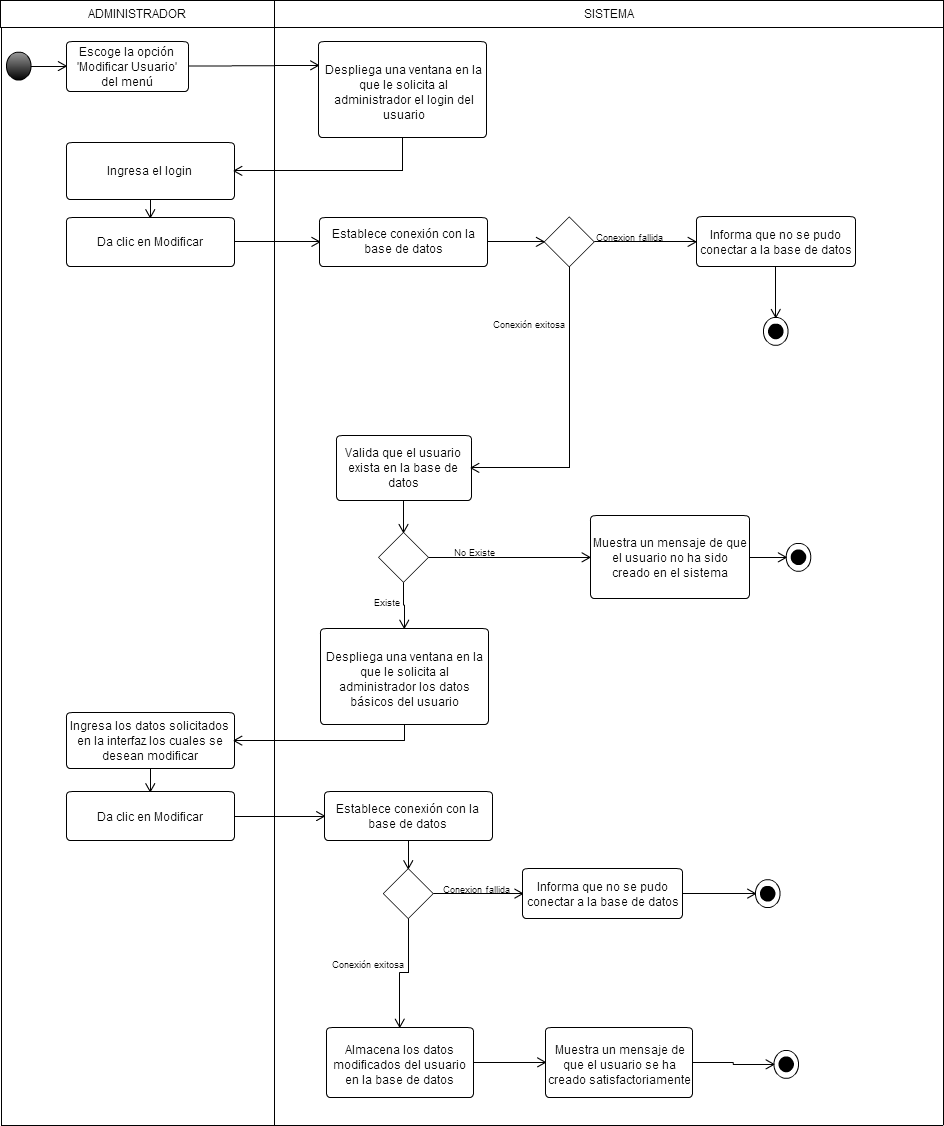 ADMINISTRADOR
SISTEMA
Escoge la opción
'Modificar Usuario'
del menú
Despliega una ventana en la
que le solicita al
administrador el login del
usuario
Ingresa el login
Da clic en Modificar
Establece conexión con la
base de datos
Conexion fallida
Informa que no se pudo
conectar a la base de datos
Conexión exitosa
Valida que el usuario
exista en la base de
datos
No Existe
Muestra un mensaje de que
el usuario no ha sido
creado en el sistema
Existe
Despliega una ventana en la
que le solicita al
administrador los datos
básicos del usuario
Ingresa los datos solicitados
en la interfaz los cuales se
desean modificar
Da clic en Modificar
Establece conexión con la
base de datos
Conexion fallida
Informa que no se pudo
conectar a la base de datos
Conexión exitosa
Almacena los datos
modificados del usuario
en la base de datos
Muestra un mensaje de
que el usuario se ha
creado satisfactoriamente